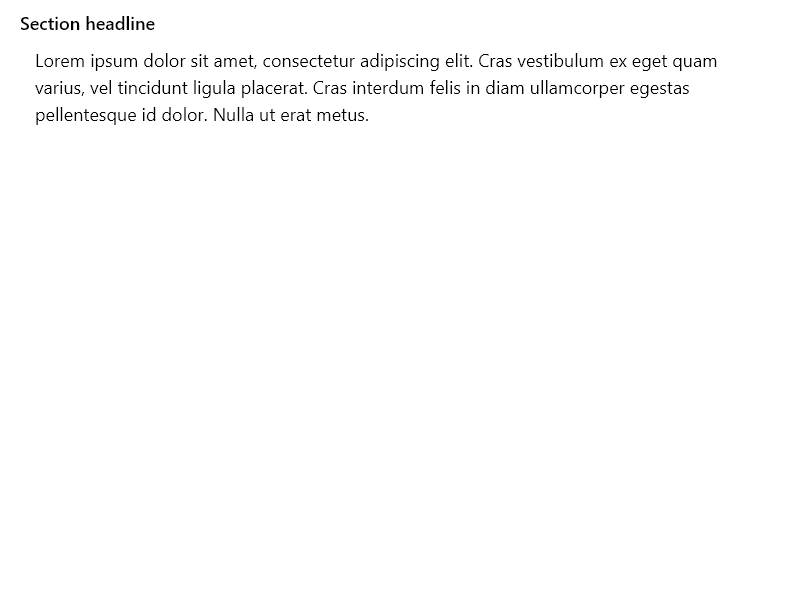 Section headline
Lorem ipsum dolor sit amet, consectetur adipiscing elit. Cras vestibulum ex eget quam
varius, vel tincidunt ligula placerat. Cras interdum felis in diam ullamcorper egestas
pellentesque id dolor. Nulla ut erat metus.